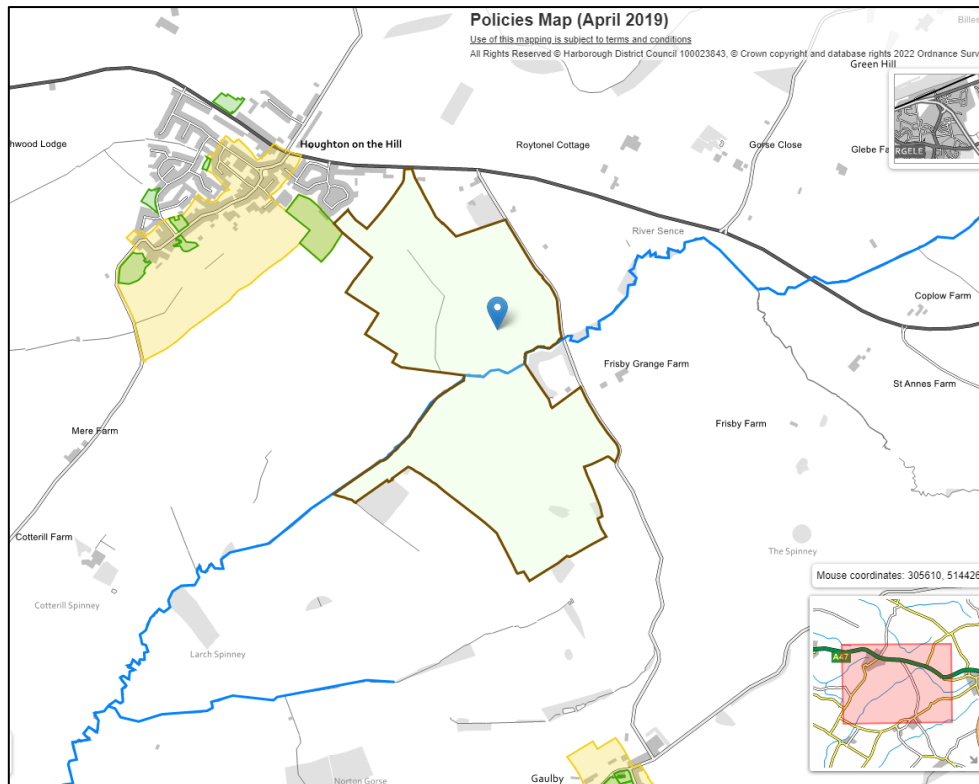 Policies Map (April 2019)
Billes
Use of this mapping is subject to terms and conditions
All Rights Reserved © Harborough District Council 100023843, © Crown copyright and database rights 2022 Ordnance Surv
Green Hill
hwood Lodge
Houghton on the Hill
Roytonel Cottage
Gorse Close
Glebe Fa
RGELE
River Sence
Coplow Farm
Frisby Grange Farm
St Annes Farm
Mere Farm
Frisby Farm
Cotterill Farm
The Spinney
Mouse coordinates: 305610, 514426
Cotterill Spinney
Larch Spinney
A47
Norton Gorse
Gaulby